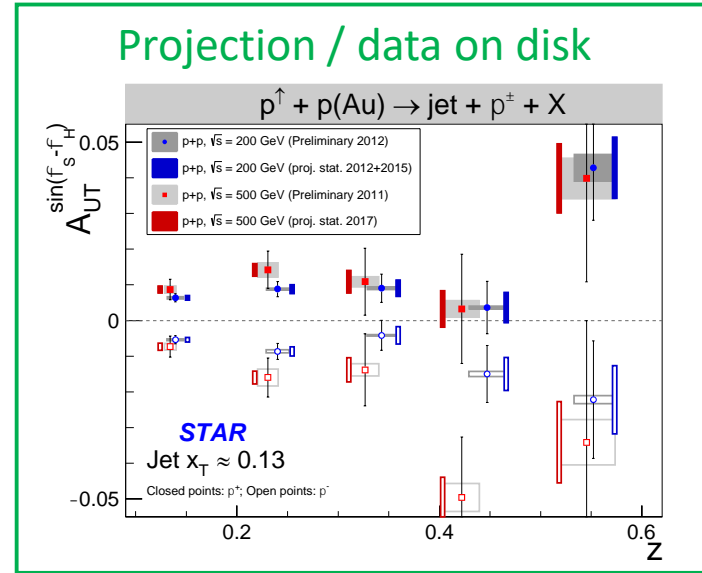 Projection / data on disk
p↑ + p(Au) → jet + p± + X
p+p, √s = 200 GeV (Preliminary 2012)
p+p, √s = 200 GeV (proj. stat. 2012+2015)
p+p, √s = 500 GeV (Preliminary 2011)
p+p, √s = 500 GeV (proj. stat. 2017)
A_UT^sin(f_S-f_H)
0.05
0
-0.05
STAR
Jet x_T ≈ 0.13
Closed points: p+; Open points: p-
0.2 0.4 0.6
z